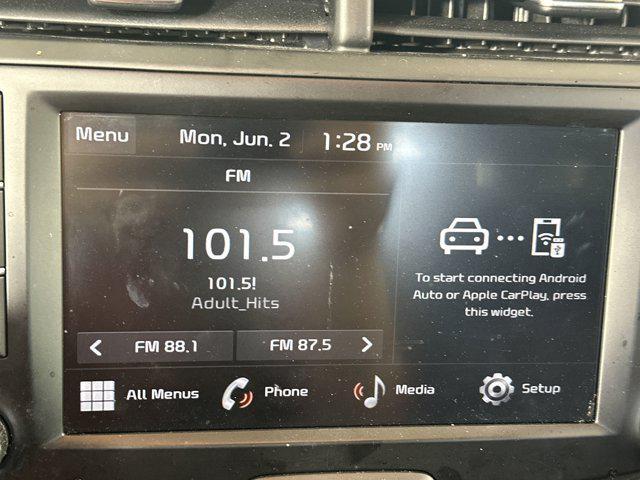 Menu
Mon, Jun. 2
1:28 PM
FM
101.5
101.5!
Adult_Hits
FM 88.1
FM 87.5
To start connecting Android
Auto or Apple CarPlay, press
this widget.
All Menus
Phone
Media
Setup